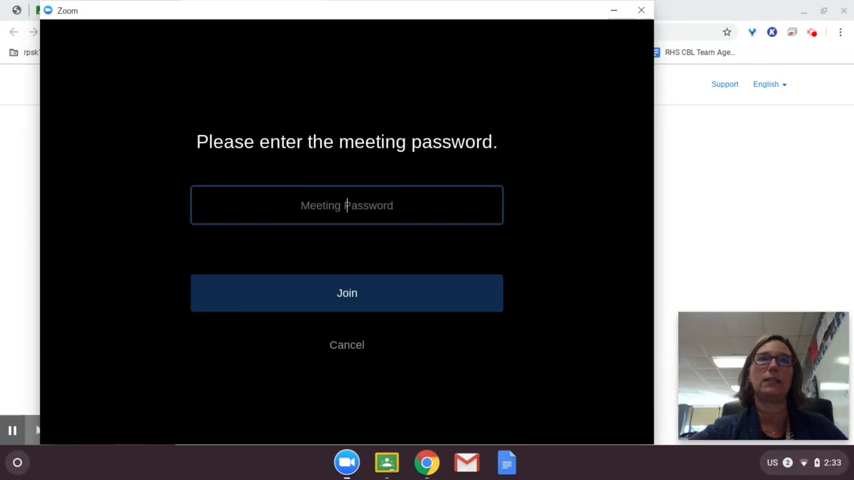 Zoom
rpsk
RHS CBL Team Age...
Support
English
Please enter the meeting password.
Meeting Password
Join
Cancel
US 2 2:33